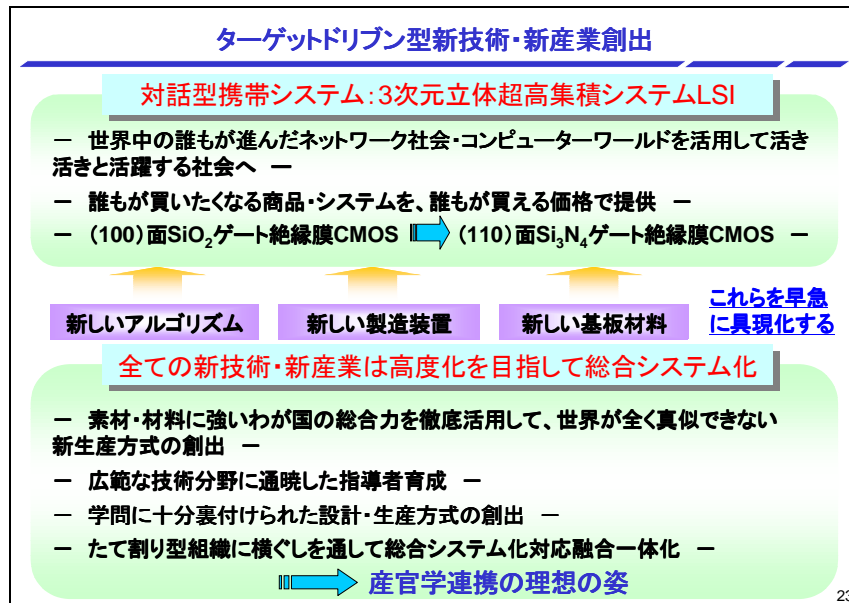 ターゲットドリブン型新技術・新産業創出
対話型携帯システム：3次元立体超高集積システムLSI
－ 世界中の誰もが進んだネットワーク社会・コンピューターワールドを活用して活き
活きと活躍する社会へ －
－ 誰もが買いたくなる商品・システムを、誰もが買える価格で提供 －
－ (100)面SiO₂ゲート絶縁膜CMOS (110)面Si₃N₄ゲート絶縁膜CMOS －
新しいアルゴリズム 新しい製造装置 新しい基板材料 これらを早急
に具現化する
全ての新技術・新産業は高度化を目指して総合システム化
－ 素材・材料に強いわが国の総合力を徹底活用して、世界が全く真似できない
新生産方式の創出 －
－ 広範な技術分野に通暁した指導者育成 －
－ 学問に十分裏付けられた設計・生産方式の創出 －
－ たて割り型組織に横ぐしを通して総合システム化対応融合一体化 －
産官学連携の理想の姿
23